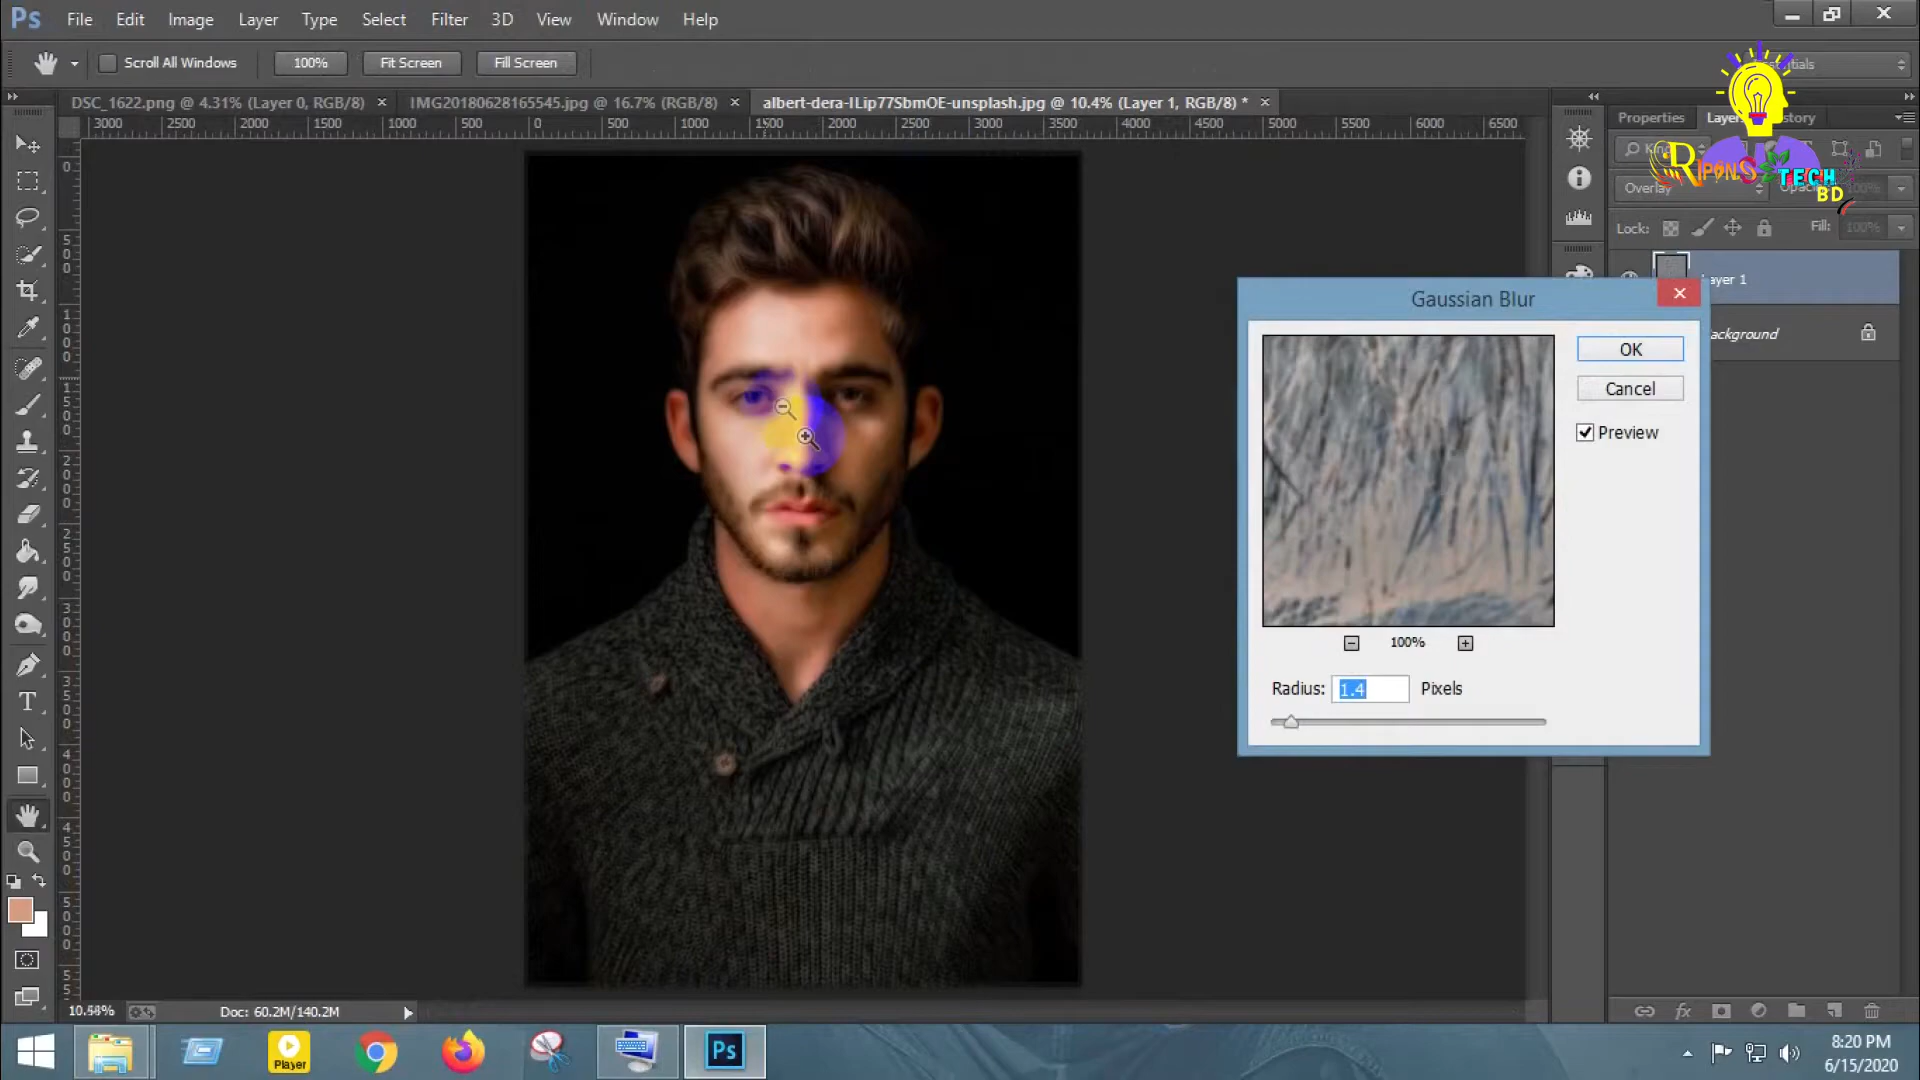 Ps File Edit Image Layer Type Select Filter 3D View Window Help
Scroll All Windows 100% Fit Screen Fill Screen
DSC_1622.png @ 4.31% (Layer 0, RGB/8) × IMG20180628165545.jpg @ 16.7% (RGB/8) × albert-dera-ILip77SbmOE-unsplash.jpg @ 10.4% (Layer 1, RGB/8) * ×
3000 2500 2000 1500 1000 500 0 500 1000 1500 2000 2500 3000 3500 4000 4500 5000 5500 6000 6500
Properties
Overlay
RIPONS TECH
BD
Lock: Fill: 100%
Layer 1
Background
Gaussian Blur
OK
Cancel
Preview
100%
Radius: 1.4 Pixels
T
10.58% Doc: 60.2M/140.2M
Player
Ps
8:20 PM
6/15/2020